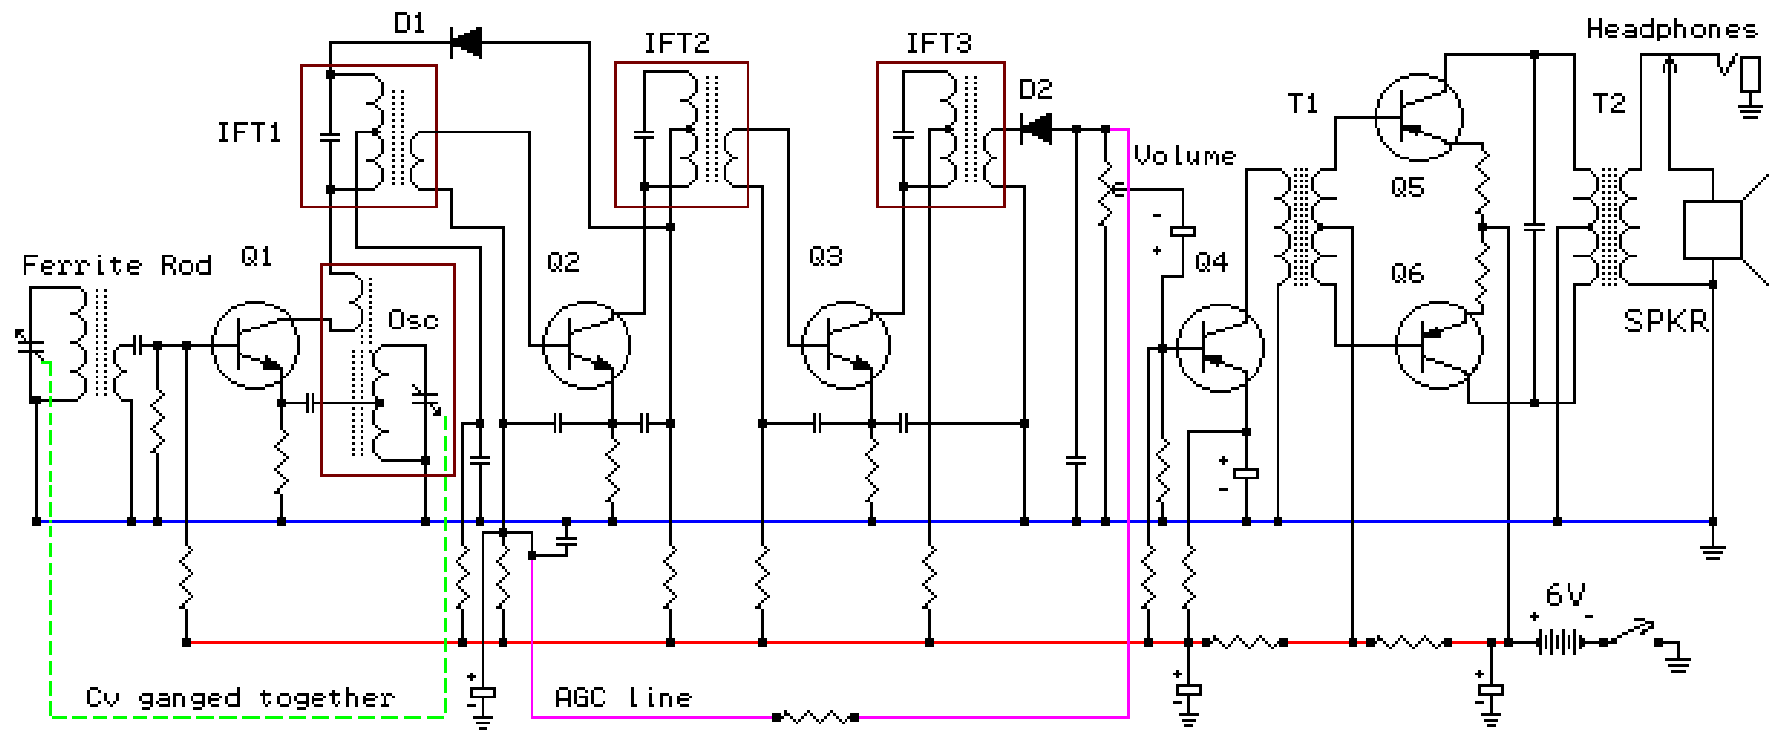 D1
Headphones
IFT2
IFT3
D2
T1
T2
IFT1
Volume
Q5
-
+
Q1
Q2
Q3
Q4
Q6
Ferrite Rod
Osc
SPKR
+
-
6V
+ -
+
-
Cv ganged together
AGC line
+
-
+
-